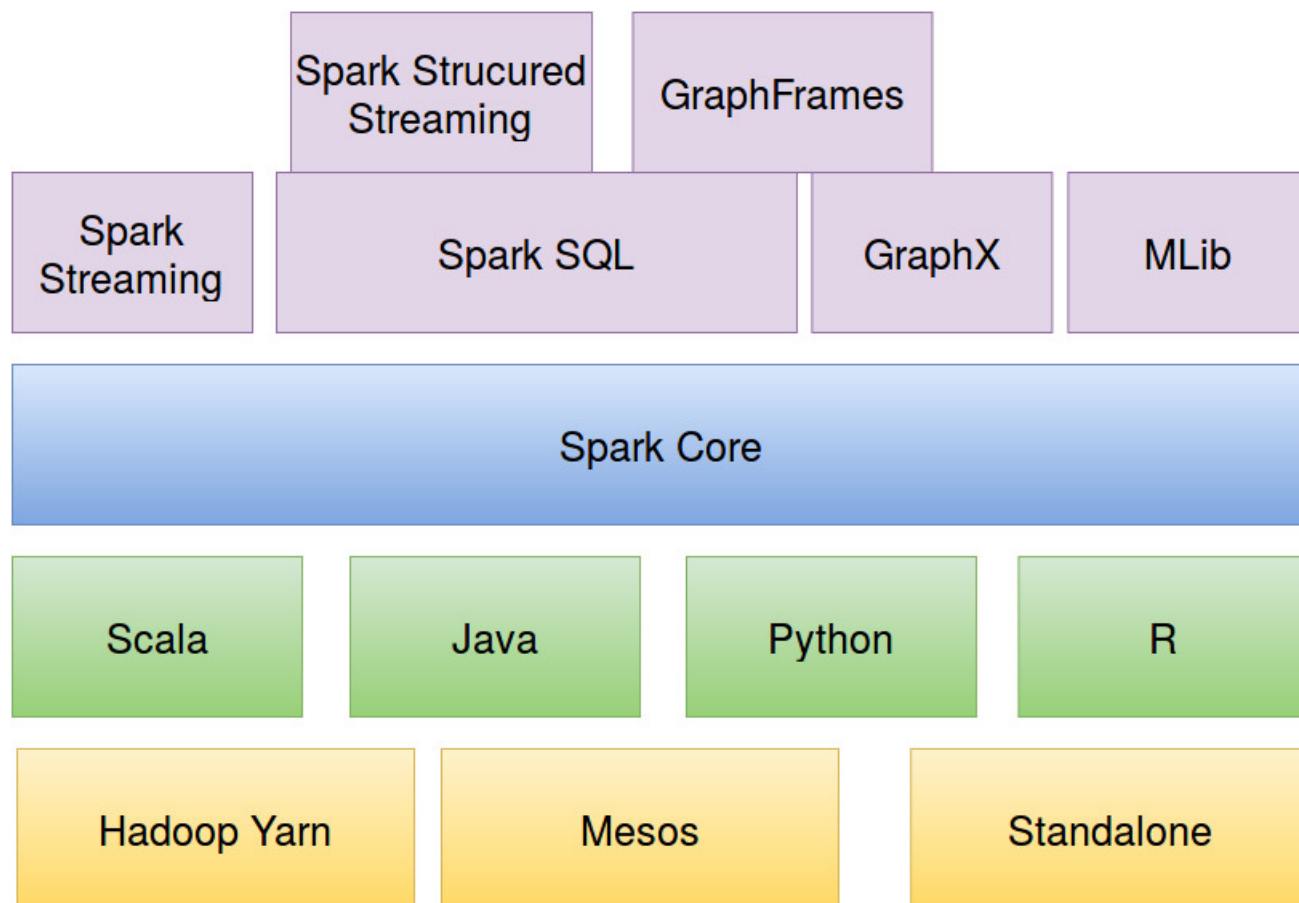 Spark Strucured
Streaming
GraphFrames
Spark
Streaming
Spark SQL
GraphX
MLib
Spark Core
Scala
Java
Python
R
Hadoop Yarn
Mesos
Standalone